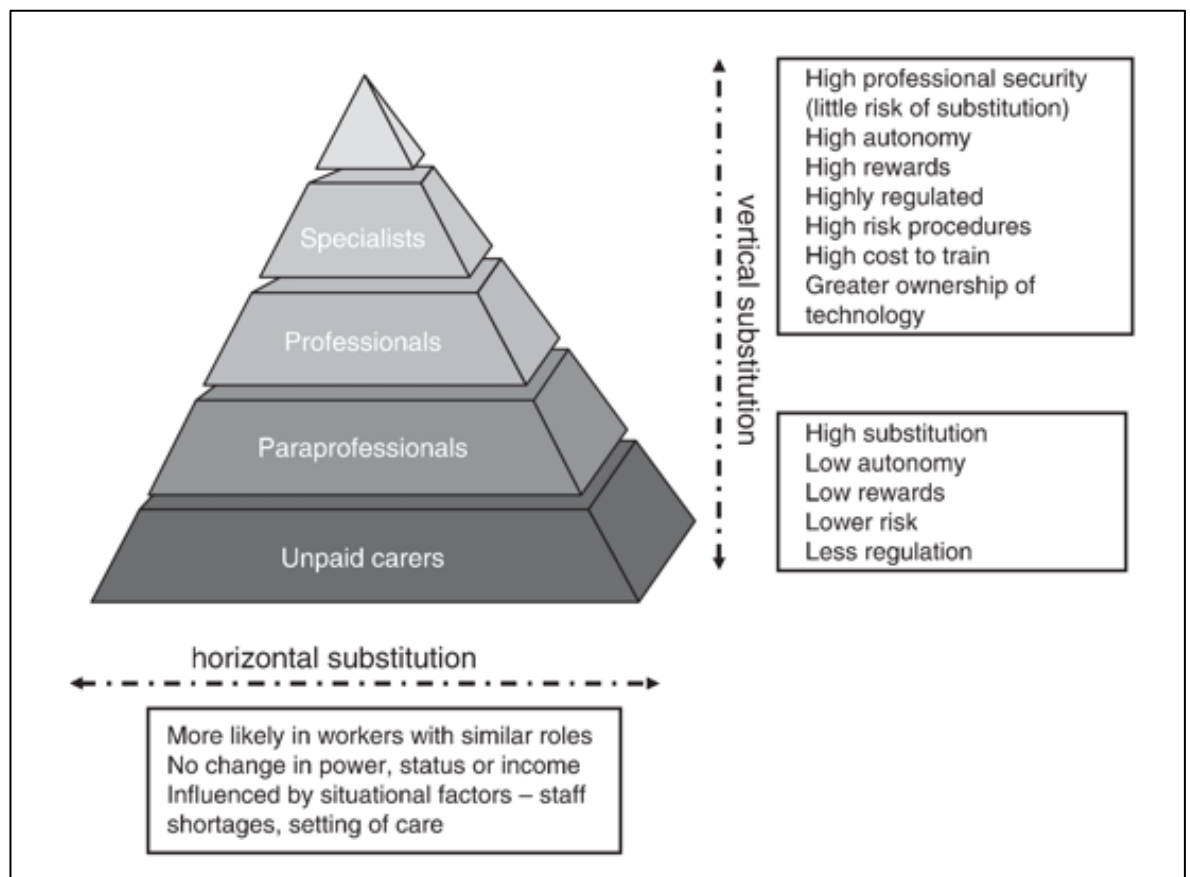 Specialists
Professionals
Paraprofessionals
Unpaid carers
vertical substitution
High professional security
(little risk of substitution)
High autonomy
High rewards
Highly regulated
High risk procedures
High cost to train
Greater ownership of
technology
High substitution
Low autonomy
Low rewards
Lower risk
Less regulation
horizontal substitution
More likely in workers with similar roles
No change in power, status or income
Influenced by situational factors – staff
shortages, setting of care